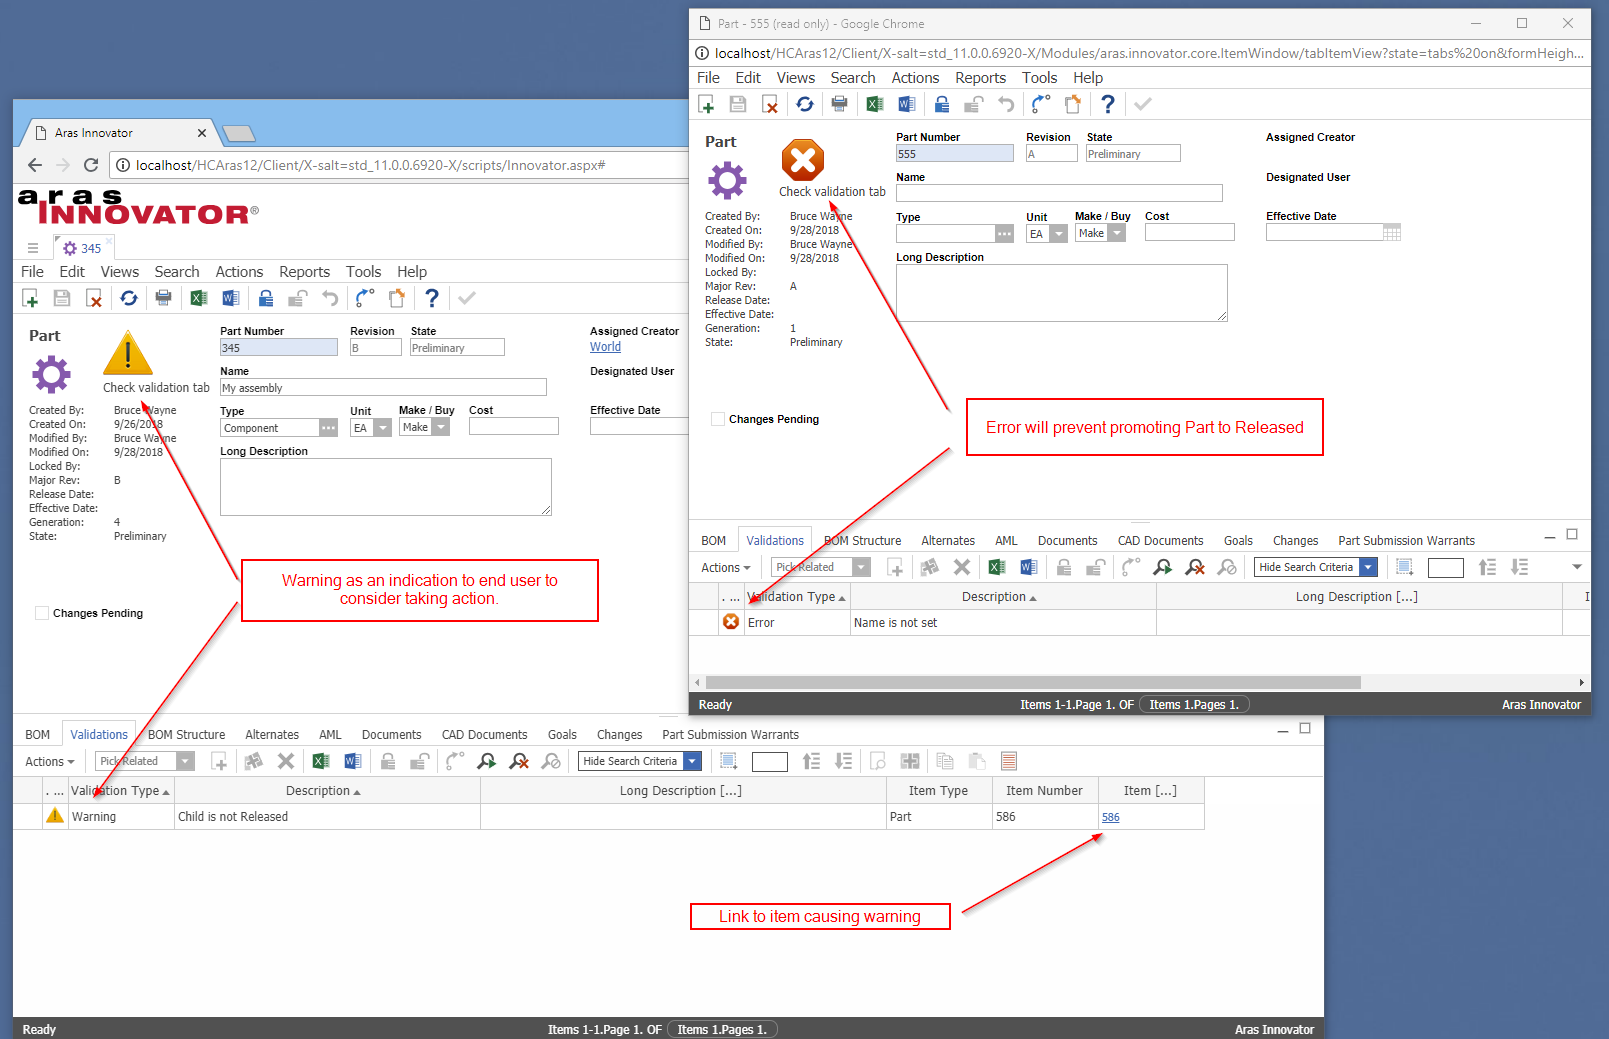 Part - 555 (read only) - Google Chrome
localhost/HCAras12/Client/X-salt=std_11.0.0.6920-X/Modules/aras.innovator.core.ItemWindow/tabItemView?state=tabs%20on&formHeigh...
File Edit Views Search Actions Reports Tools Help
Part
Check validation tab
Part Number Revision State Assigned Creator
555 A Preliminary
Name Designated User
Type Unit Make / Buy Cost Effective Date
EA Make
Long Description
Created By: Bruce Wayne
Created On: 9/28/2018
Modified By: Bruce Wayne
Modified On: 9/28/2018
Locked By:
Major Rev: A
Release Date:
Effective Date:
Generation: 1
State: Preliminary
Changes Pending
Error will prevent promoting Part to Released
BOM Validations BOM Structure Alternates AML Documents CAD Documents Goals Changes Part Submission Warrants
Actions Pick Related Hide Search Criteria
. ... Validation Type Description Long Description [...] I
Error Name is not set
Ready Items 1-1.Page 1. OF Items 1.Pages 1. Aras Innovator
Aras Innovator
localhost/HCAras12/Client/X-salt=std_11.0.0.6920-X/scripts/Innovator.aspx#
aras
INNOVATOR®
345
File Edit Views Search Actions Reports Tools Help
Part
Check validation tab
Part Number Revision State Assigned Creator
345 B Preliminary World
Name Designated User
My assembly
Type Unit Make / Buy Cost Effective Date
Component EA Make
Long Description
Created By: Bruce Wayne
Created On: 9/26/2018
Modified By: Bruce Wayne
Modified On: 9/28/2018
Locked By:
Major Rev: B
Release Date:
Effective Date:
Generation: 4
State: Preliminary
Changes Pending
Warning as an indication to end user to
consider taking action.
BOM Validations BOM Structure Alternates AML Documents CAD Documents Goals Changes Part Submission Warrants
Actions Pick Related Hide Search Criteria
. ... Validation Type Description Long Description [...] Item Type Item Number Item [...]
Warning Child is not Released Part 586 586
Link to item causing warning
Ready Items 1-1.Page 1. OF Items 1.Pages 1. Aras Innovator